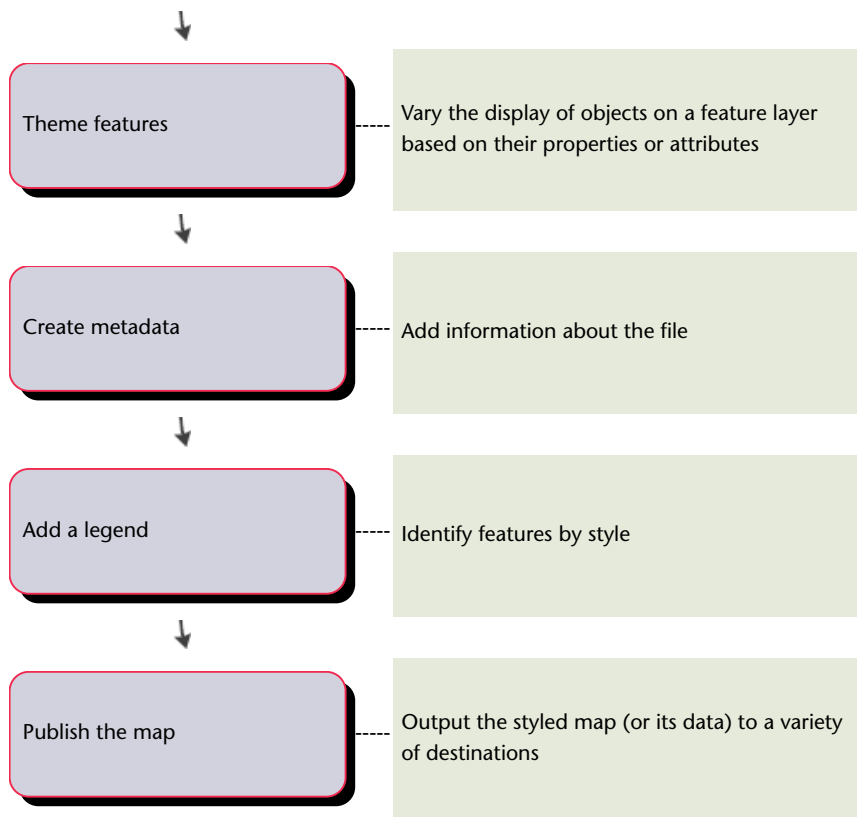 Theme features
Vary the display of objects on a feature layer
based on their properties or attributes
Create metadata
Add information about the file
Add a legend
Identify features by style
Publish the map
Output the styled map (or its data) to a variety
of destinations